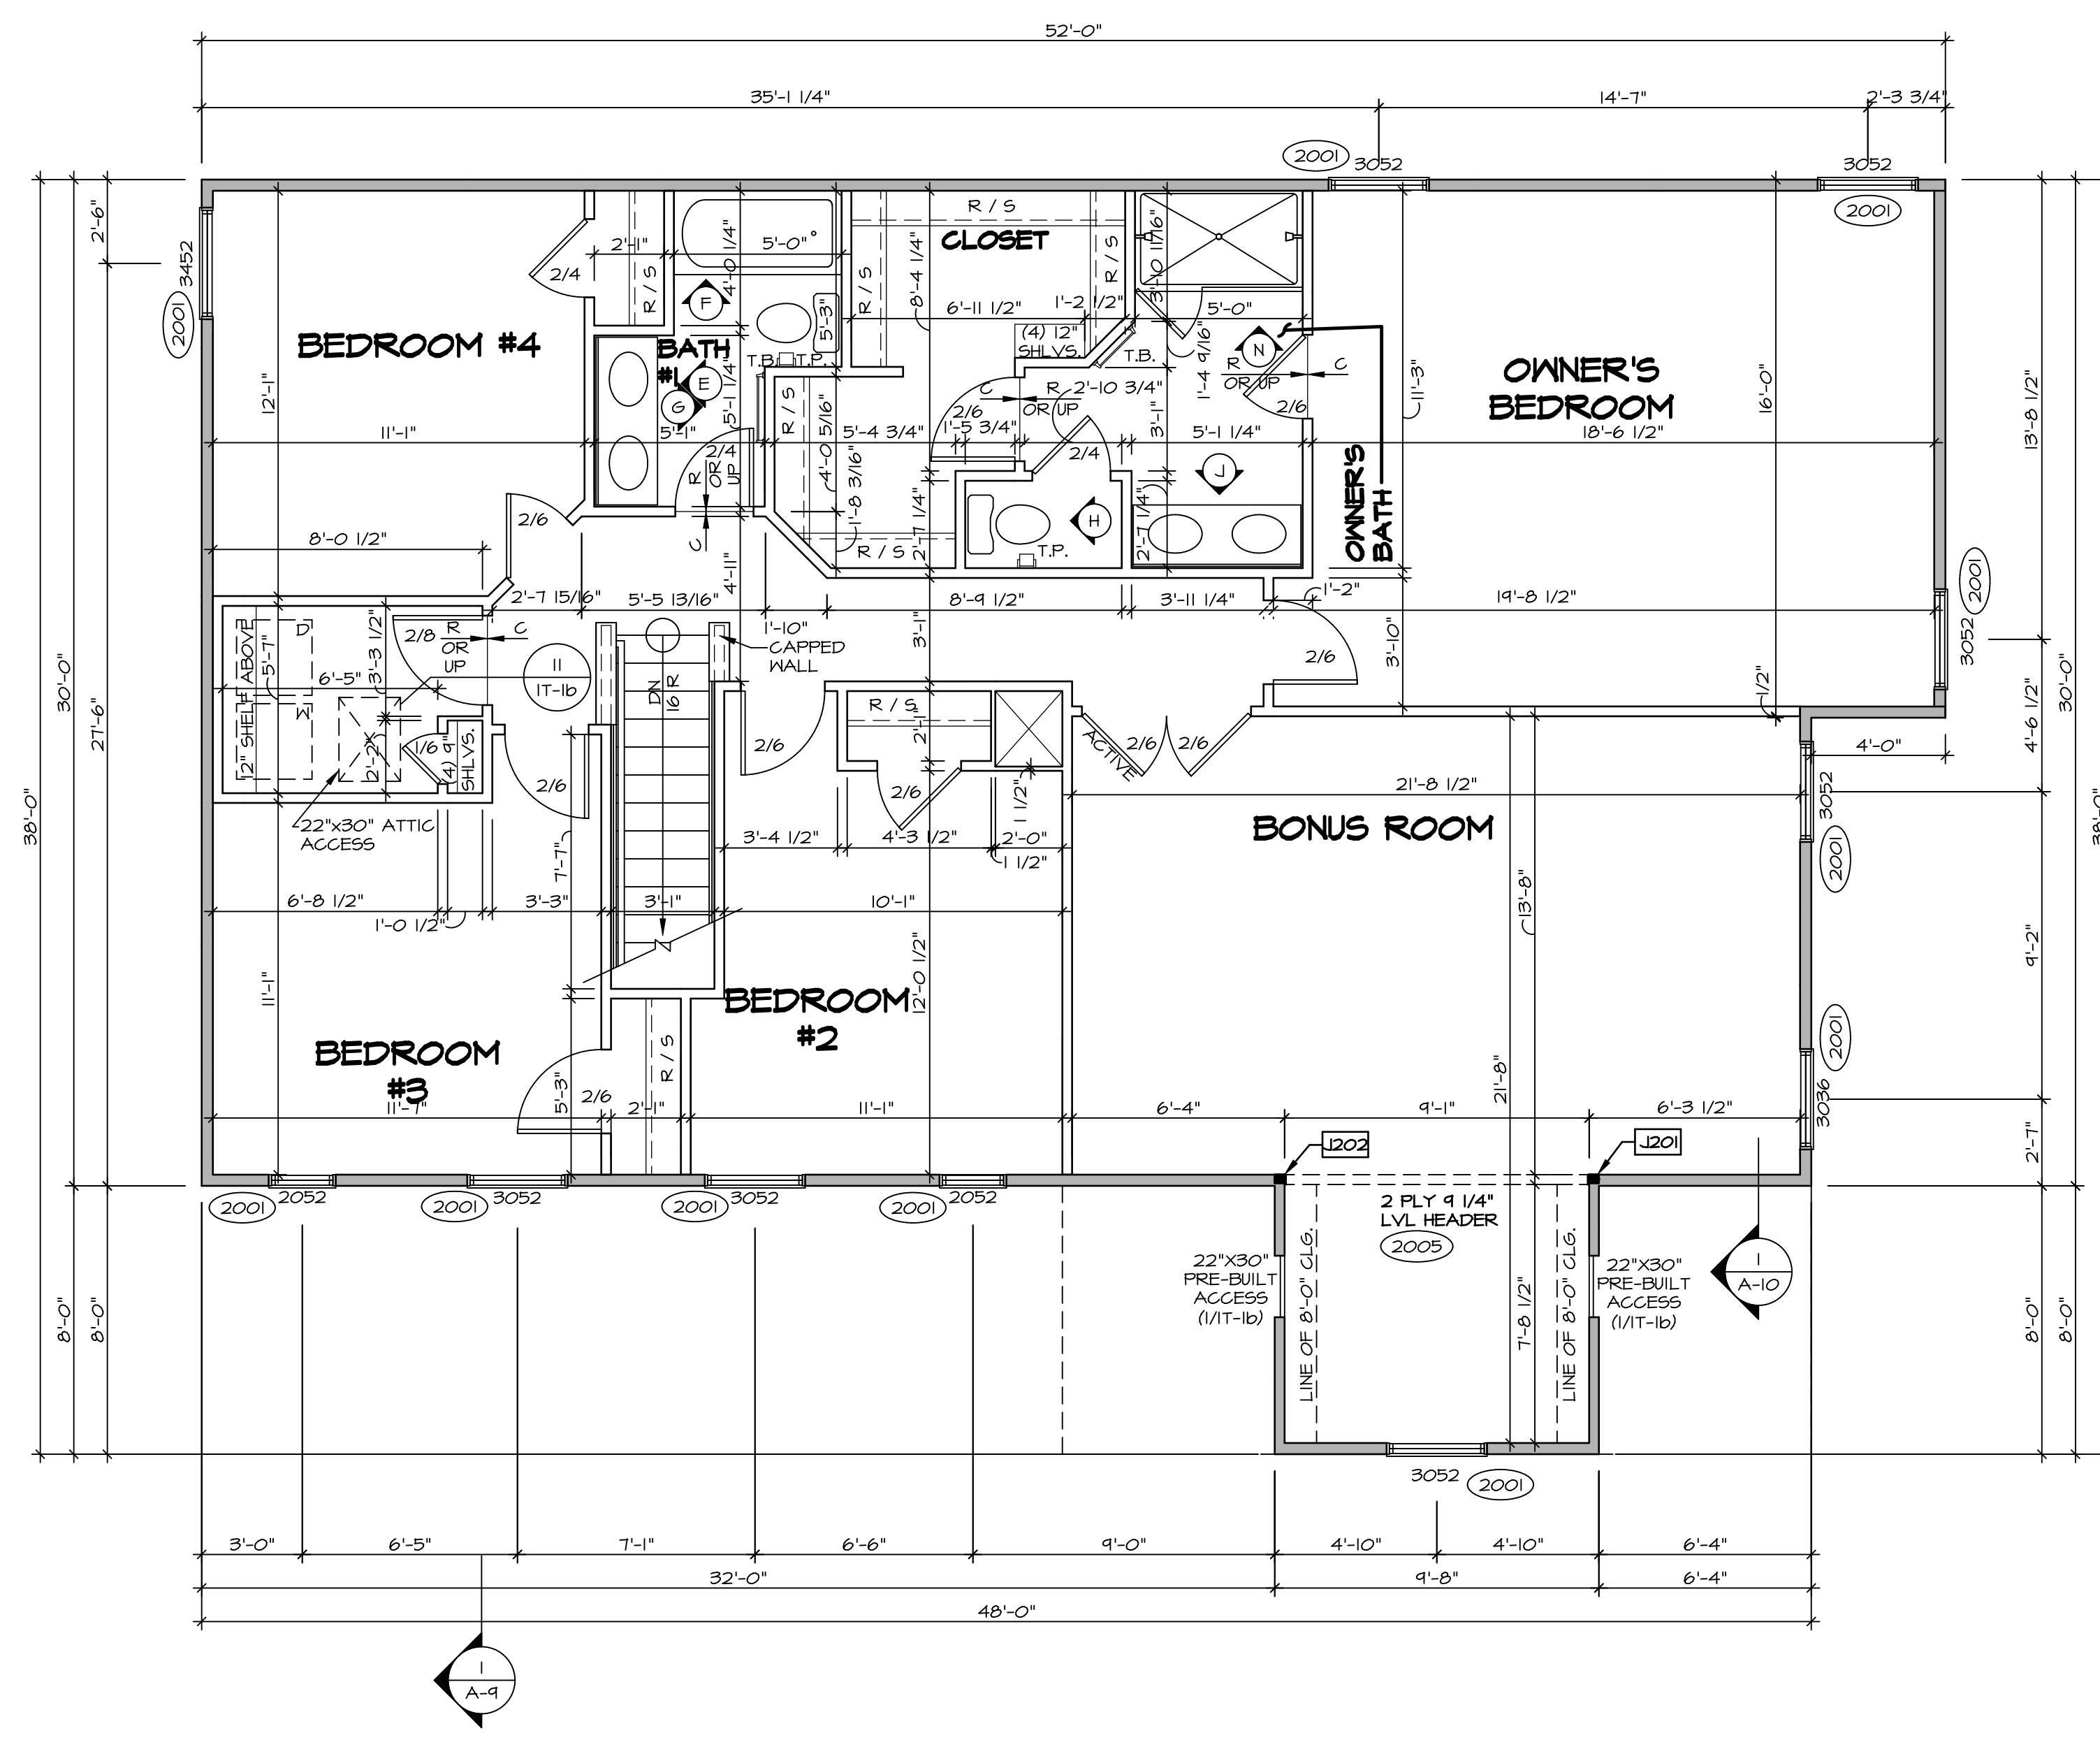 52'-0"
35'-1 1/4"
14'-7"
2'-3 3/4"
2001
3052
3052
2001
2'-6"
3452
2001
30'-0"
27'-6"
38'-0"
8'-0"
8'-0"
12'-1"
BEDROOM #4
11'-1"
8'-0 1/2"
2/4
2'-1"
R / S
5'-0"
4'-0 1/4"
F
BATH
#1
E
G
T.B.
T.P.
5'-3"
5'-1 1/4"
5'-1"
2/4
R
OR
UP
C
2/6
R / S
CLOSET
R / S
R / S
8'-4 1/4"
6'-11 1/2"
1'-2 1/2"
(4) 12"
SHLVS.
R / S
5'-4 3/4"
4'-0 5/16"
1'-8 3/16"
R / S
2'-7 1/4"
C
R
OR UP
2/6
1'-5 3/4"
2'-10 3/4"
2/4
T.B.
3'-10 11/16"
5'-0"
1'-4 9/16"
N
R
OR UP
C
2/6
3'-1"
5'-1 1/4"
J
H
T.P.
2'-7 1/4"
OWNER'S
BATH
11'-3"
OWNER'S
BEDROOM
18'-6 1/2"
16'-0"
13'-8 1/2"
2001
3052
30'-0"
38'-0"
4'-6 1/2"
2'-7 15/16"
5'-5 13/16"
4'-11"
8'-9 1/2"
3'-11 1/4"
1'-2"
19'-8 1/2"
3'-1"
3'-10"
2/6
1/2"
4'-0"
12" SHELF ABOVE
D
W
5'-7"
6'-5"
3'-3 1/2"
2/8
R
OR
UP
C
11
IT-1b
2'-2"
1/6
(4) 9"
SHLVS.
22"x30" ATTIC
ACCESS
2/6
DN
16 R
1'-10"
CAPPED
WALL
2/6
R / S
2'-1"
2/6
1 1/2"
3'-4 1/2"
4'-3 1/2"
2'-0"
1 1/2"
ACTIVE
2/6
2/6
21'-8 1/2"
BONUS ROOM
13'-8"
3052
2001
9'-2"
6'-8 1/2"
1'-0 1/2"
3'-3"
7'-7"
3'-1"
10'-1"
11'-1"
12'-0 1/2"
BEDROOM
#2
BEDROOM
#3
11'-7"
5'-3"
2/6
2'-1"
R / S
11'-1"
6'-4"
9'-1"
21'-8"
6'-3 1/2"
2001
3036
2'-7"
J202
J201
2001
2052
2001
3052
2001
3052
2001
2052
2 PLY 9 1/4"
LVL HEADER
2005
22"X30"
PRE-BUILT
ACCESS
(1/IT-1b)
LINE OF 8'-0" CLG.
7'-8 1/2"
LINE OF 8'-0" CLG.
22"X30"
PRE-BUILT
ACCESS
(1/IT-1b)
1
A-10
8'-0"
8'-0"
3052
2001
3'-0"
6'-5"
7'-1"
6'-6"
9'-0"
4'-10"
4'-10"
6'-4"
32'-0"
9'-8"
6'-4"
48'-0"
1
A-9